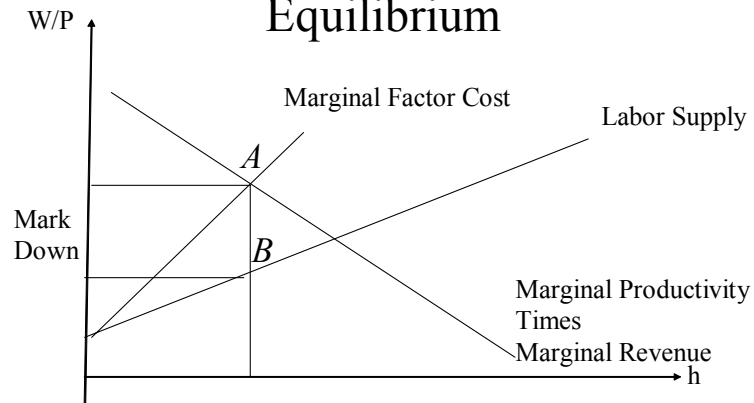 Equilibrium
W/P
Marginal Factor Cost
Labor Supply
A
Mark
Down
B
Marginal Productivity
Times
Marginal Revenue
h